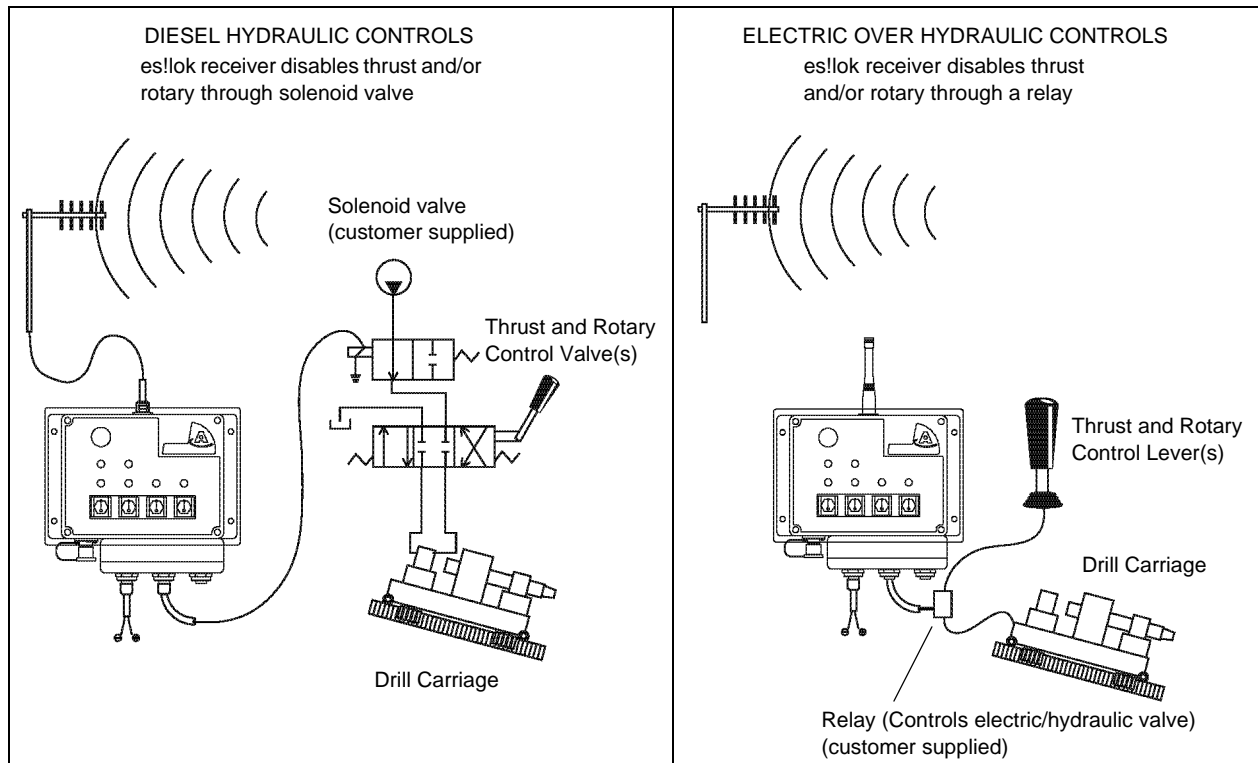 DIESEL HYDRAULIC CONTROLS
es!lok receiver disables thrust and/or
rotary through solenoid valve
Solenoid valve
(customer supplied)
Thrust and Rotary
Control Valve(s)
A
Drill Carriage
ELECTRIC OVER HYDRAULIC CONTROLS
es!lok receiver disables thrust
and/or rotary through a relay
A
Thrust and Rotary
Control Lever(s)
Drill Carriage
Relay (Controls electric/hydraulic valve)
(customer supplied)